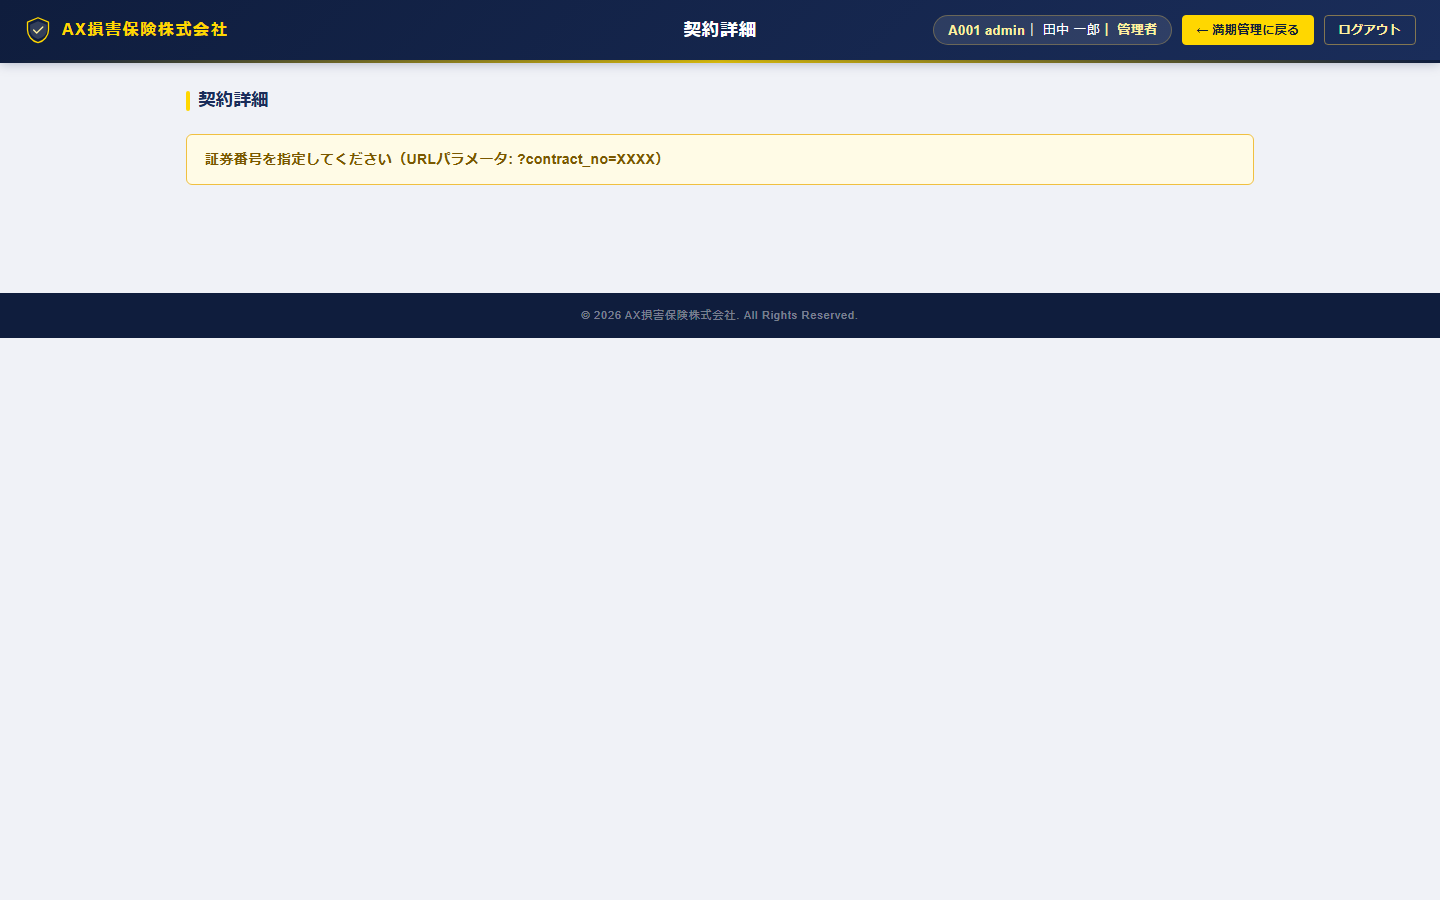 AX損害保険株式会社
契約詳細
A001 admin｜ 田中 一郎｜ 管理者
← 満期管理に戻る
ログアウト
契約詳細
証券番号を指定してください（URLパラメータ: ?contract_no=XXXX）
© 2026 AX損害保険株式会社. All Rights Reserved.